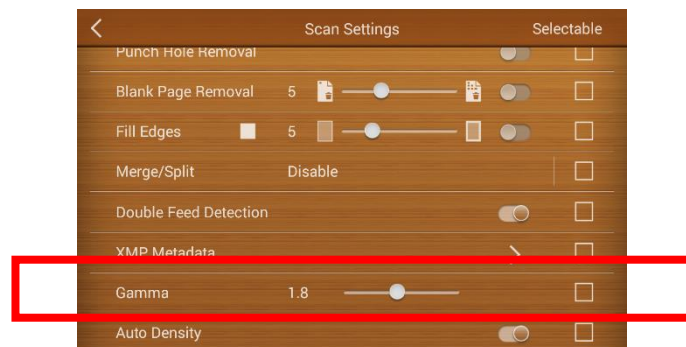 Scan Settings Selectable
Punch Hole Removal
Blank Page Removal 5
Fill Edges 5
Merge/Split Disable
Double Feed Detection
XMP Metadata
Gamma 1.8
Auto Density